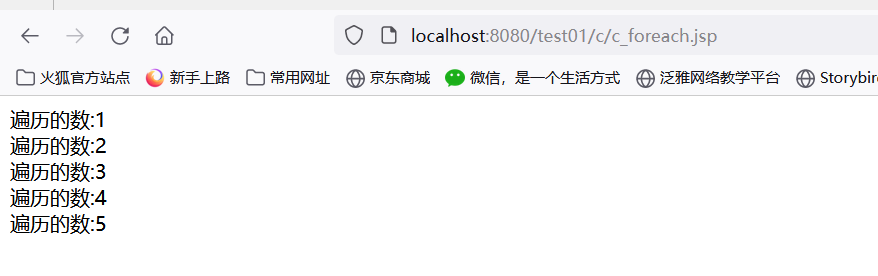 localhost:8080/test01/c/c_foreach.jsp
火狐官方站点 新手上路 常用网址 京东商城 微信，是一个生活方式 泛雅网络教学平台 Storybir
遍历的数:1
遍历的数:2
遍历的数:3
遍历的数:4
遍历的数:5